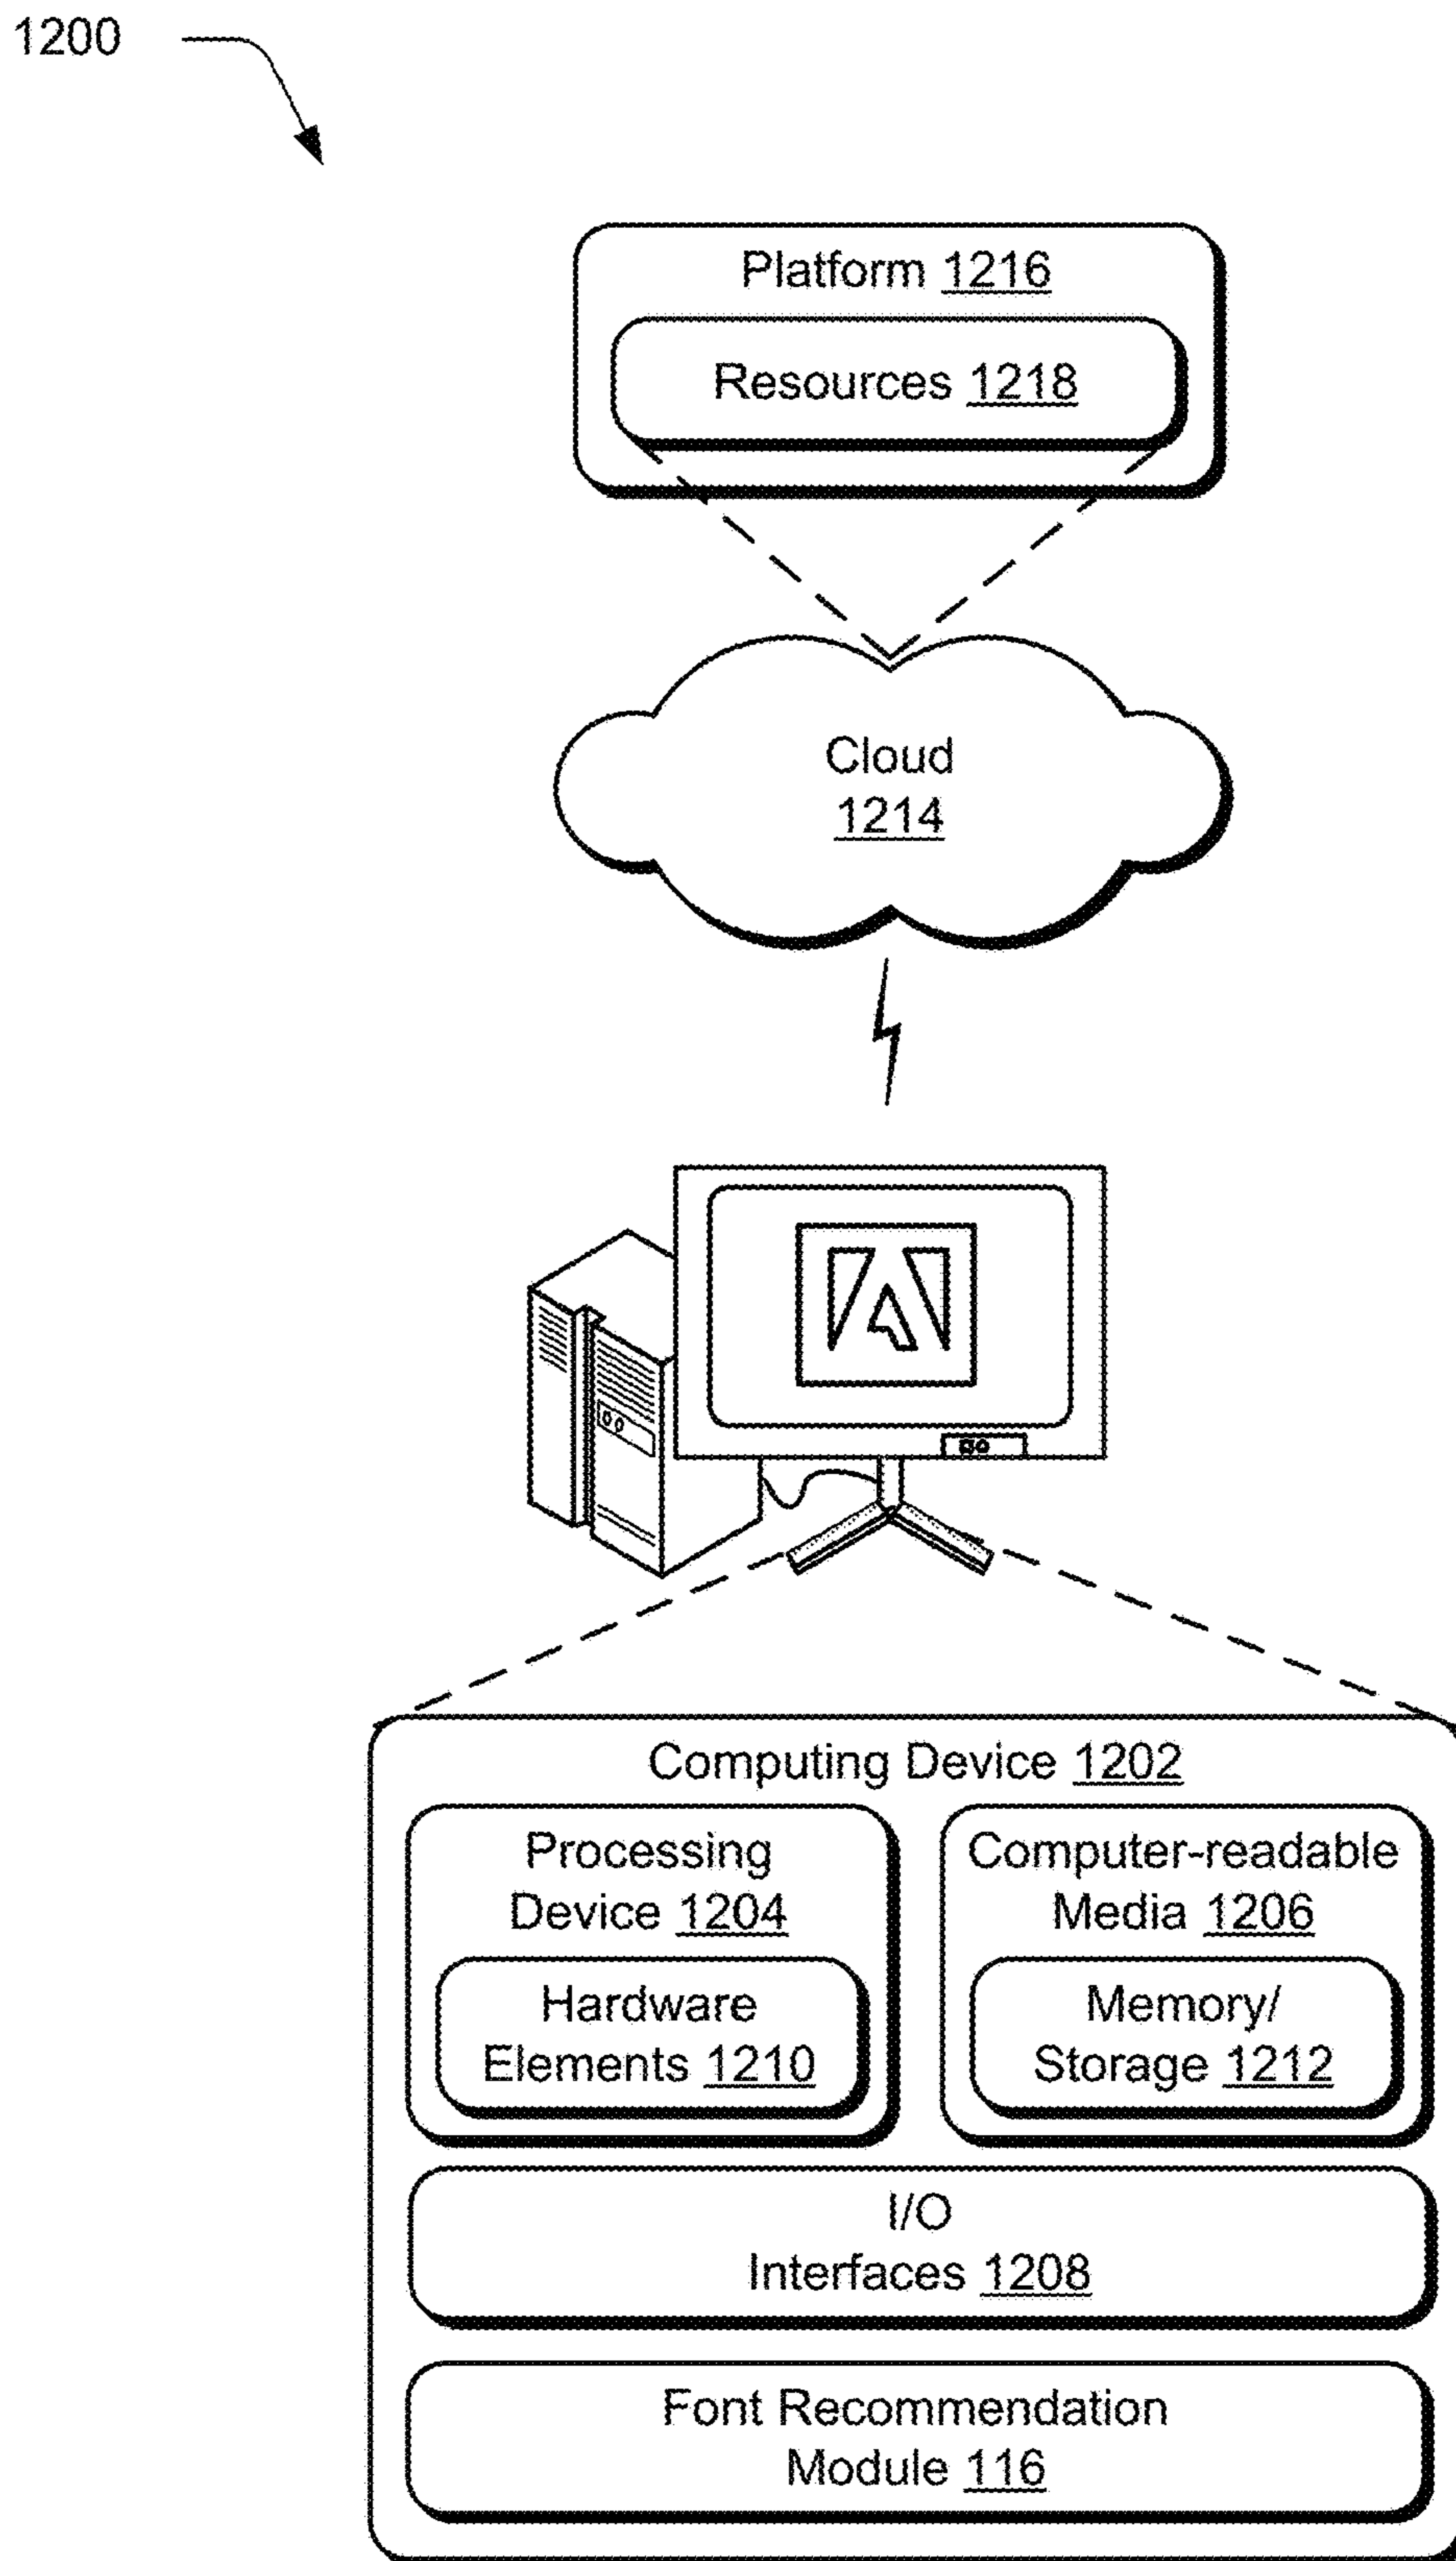 1200
Platform 1216
Resources 1218
Cloud
1214
Computing Device 1202
Processing
Device 1204
Hardware
Elements 1210
Computer-readable
Media 1206
Memory/
Storage 1212
I/O
Interfaces 1208
Font Recommendation
Module 116